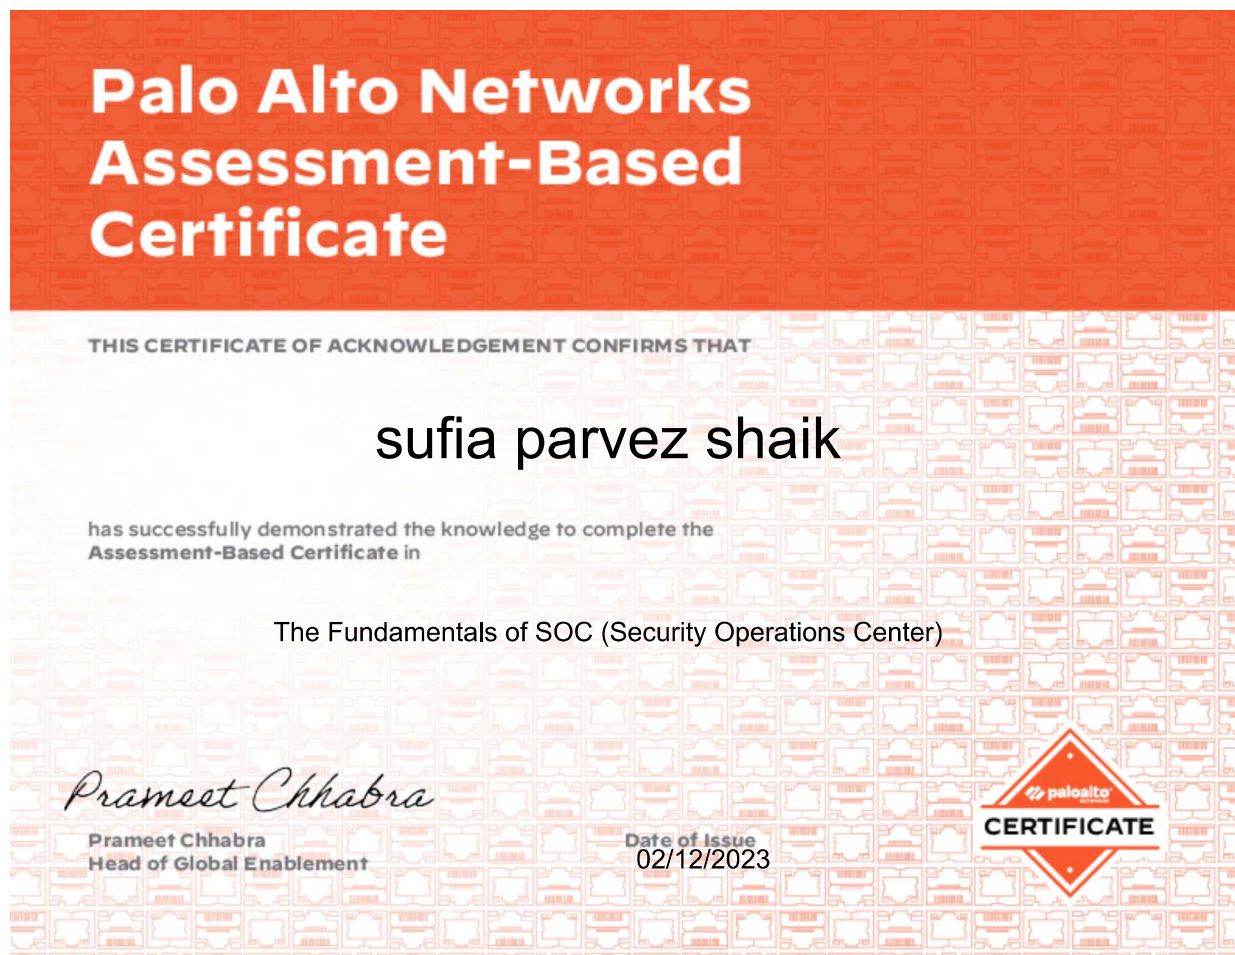 Palo Alto Networks
Assessment-Based
Certificate
THIS CERTIFICATE OF ACKNOWLEDGEMENT CONFIRMS THAT
sufia parvez shaik
has successfully demonstrated the knowledge to complete the
Assessment-Based Certificate in
The Fundamentals of SOC (Security Operations Center)
Prameet Chhabra
Prameet Chhabra
Head of Global Enablement
Date of Issue
02/12/2023
paloalto
NETWORKS
CERTIFICATE